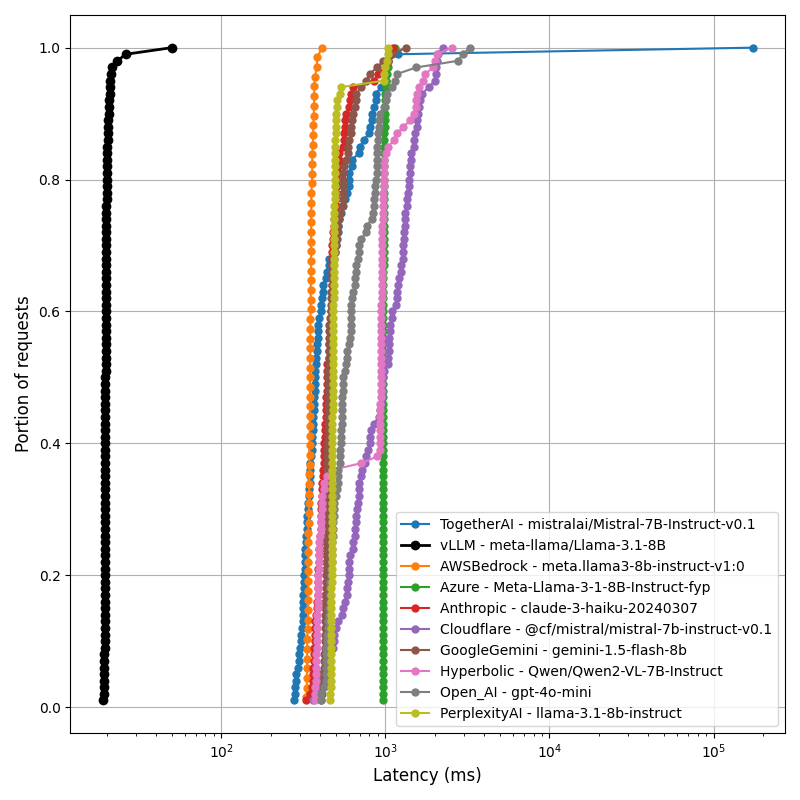 1.0
0.8
0.6
0.4
0.2
0.0
Portion of requests
TogetherAI - mistralai/Mistral-7B-Instruct-v0.1
vLLM - meta-llama/Llama-3.1-8B
AWSBedrock - meta.llama3-8b-instruct-v1:0
Azure - Meta-Llama-3-1-8B-Instruct-fyp
Anthropic - claude-3-haiku-20240307
Cloudflare - @cf/mistral/mistral-7b-instruct-v0.1
GoogleGemini - gemini-1.5-flash-8b
Hyperbolic - Qwen/Qwen2-VL-7B-Instruct
Open_AI - gpt-4o-mini
PerplexityAI - llama-3.1-8b-instruct
10² 10³ 10⁴ 10⁵
Latency (ms)